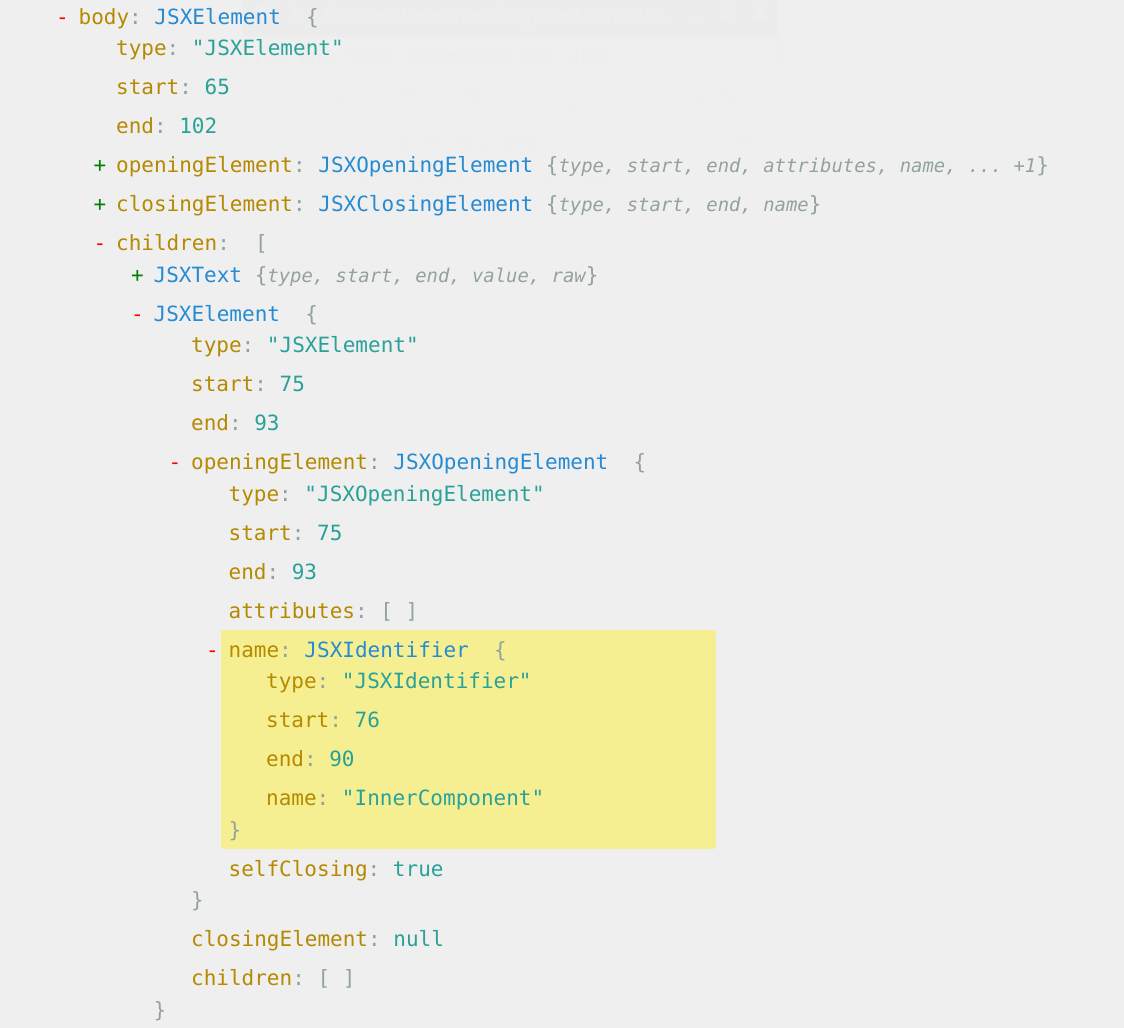 - body: JSXElement {
type: "JSXElement"
start: 65
end: 102
+ openingElement: JSXOpeningElement {type, start, end, attributes, name, ... +1}
+ closingElement: JSXClosingElement {type, start, end, name}
- children: [
+ JSXText {type, start, end, value, raw}
- JSXElement {
type: "JSXElement"
start: 75
end: 93
- openingElement: JSXOpeningElement {
type: "JSXOpeningElement"
start: 75
end: 93
attributes: [ ]
- name: JSXIdentifier {
type: "JSXIdentifier"
start: 76
end: 90
name: "InnerComponent"
}
selfClosing: true
}
closingElement: null
children: [ ]
}